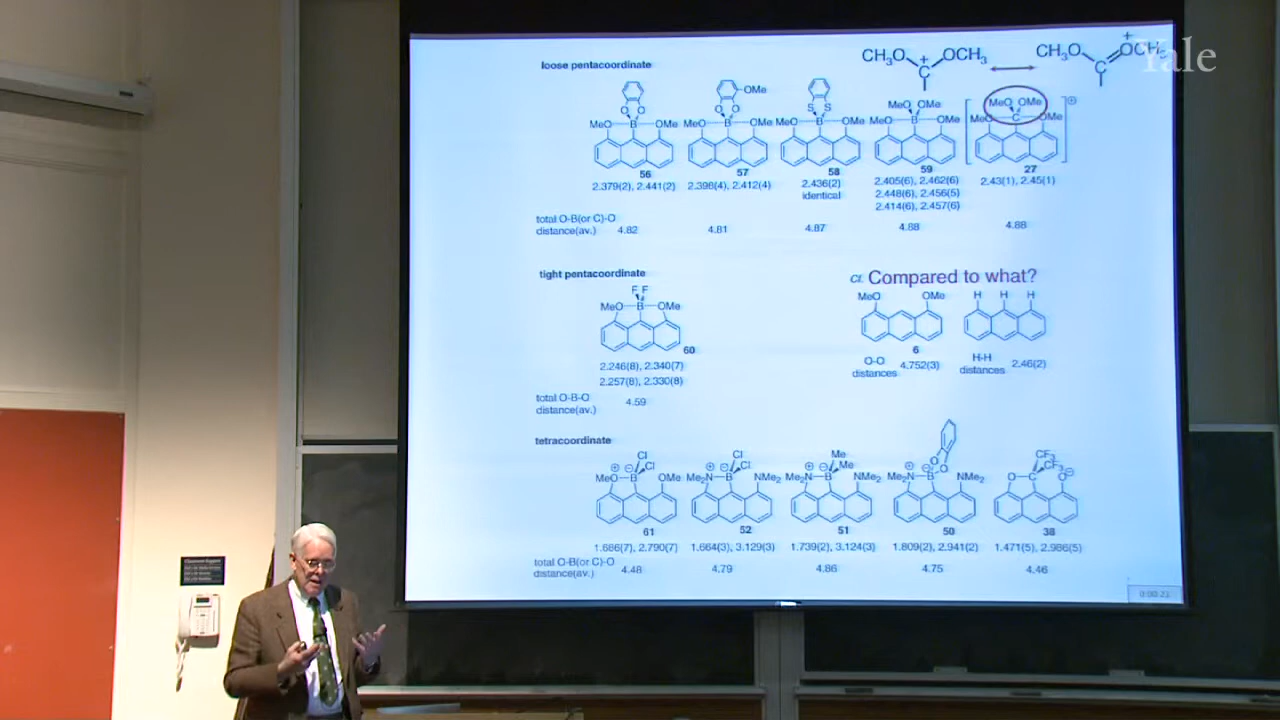 Yale
CH₃O + OCH₃
C
CH₃O + OCH₃
C
loose pentacoordinate
OMe
O O O O S S MeO OMe MeO OMe
MeO B OMe MeO B OMe MeO B OMe MeO B OMe MeO C OMe ⊕
56 57 58 59 27
2.379(2), 2.441(2) 2.398(4), 2.412(4) 2.436(2) 2.405(6), 2.462(6) 2.43(1), 2.45(1)
identical 2.448(6), 2.456(5)
2.414(6), 2.457(6)
total O-B(or C)-O
distance(av.) 4.82 4.81 4.87 4.88 4.88
tight pentacoordinate
F F
MeO B OMe
60
2.246(8), 2.340(7)
2.257(8), 2.330(8)
total O-B-O
distance(av.) 4.59
Cf. Compared to what?
MeO OMe H H H
6
O-O
distances 4.752(3)
H-H
distances 2.46(2)
tetracoordinate
Cl Cl Me O O CF₃
⊕ ⊖ Cl ⊕ ⊖ Cl ⊕ ⊖ Me ⊕ ⊖ CF₃ ⊖
MeO B OMe Me₂N B NMe₂ Me₂N B NMe₂ Me₂N B NMe₂ O C O
61 52 51 50 38
1.686(7), 2.790(7) 1.664(3), 3.129(3) 1.739(2), 3.124(3) 1.809(2), 2.941(2) 1.471(5), 2.986(5)
total O-B(or C)-O
distance(av.) 4.48 4.79 4.86 4.75 4.46
Classroom Support